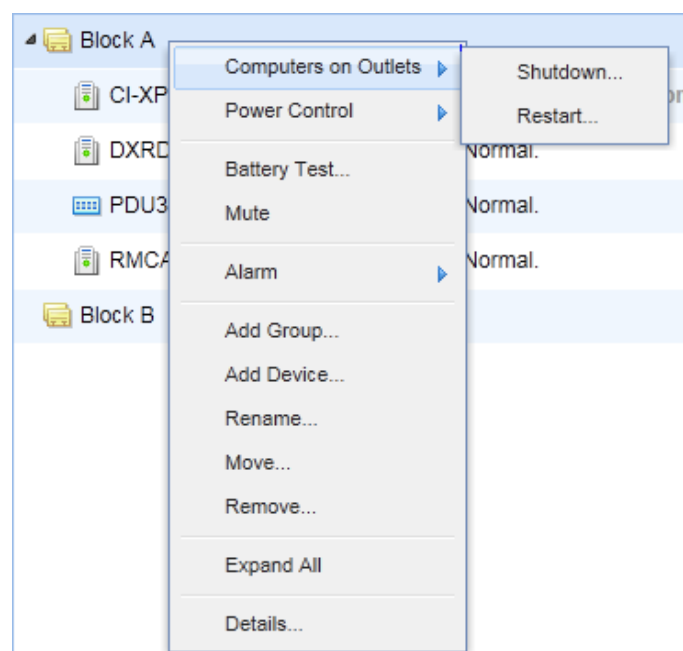 Block A
Computers on Outlets
Shutdown...
CI-XP
Power Control
Restart...
DXRD
Normal.
Battery Test...
PDU3
Mute
Normal.
RMCA
Alarm
Normal.
Block B
Add Group...
Add Device...
Rename...
Move...
Remove...
Expand All
Details...